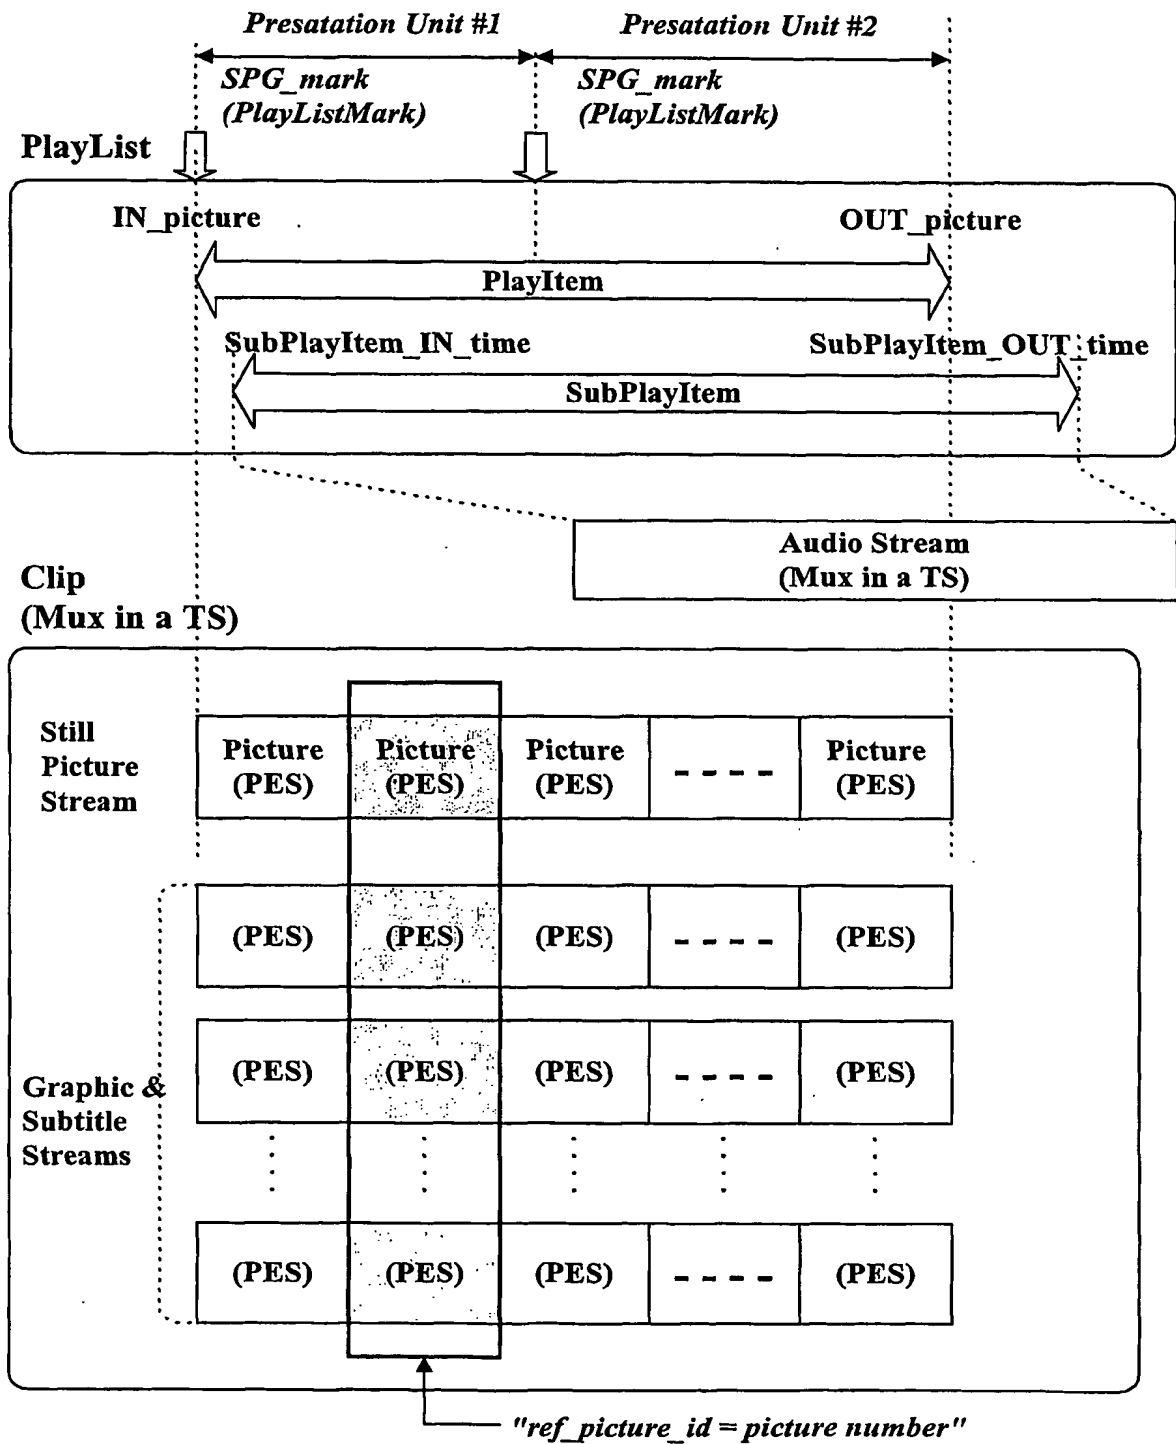 Presatation Unit #1
Presatation Unit #2
SPG_mark
(PlayListMark)
SPG_mark
(PlayListMark)
PlayList
IN_picture
OUT_picture
PlayItem
SubPlayItem_IN_time
SubPlayItem_OUT_time
SubPlayItem
Audio Stream
(Mux in a TS)
Clip
(Mux in a TS)
Still
Picture
Stream
Picture
(PES)
Picture
(PES)
Picture
(PES)
- - - -
Picture
(PES)
(PES)
(PES)
(PES)
- - - -
(PES)
Graphic &
Subtitle
Streams
(PES)
(PES)
(PES)
- - - -
(PES)
(PES)
(PES)
(PES)
- - - -
(PES)
"ref_picture_id = picture number"